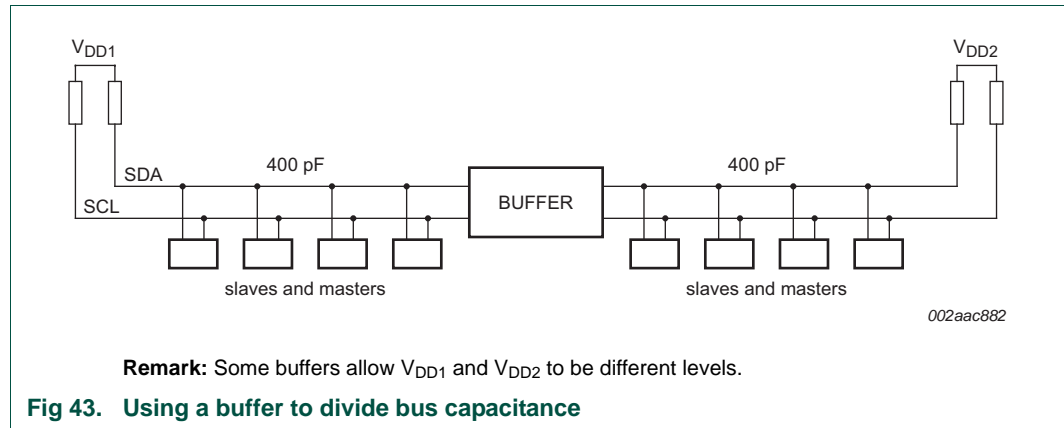 VDD1
VDD2
400 pF
400 pF
SDA
BUFFER
SCL
slaves and masters
slaves and masters
002aac882
Remark: Some buffers allow VDD1 and VDD2 to be different levels.
Fig 43. Using a buffer to divide bus capacitance